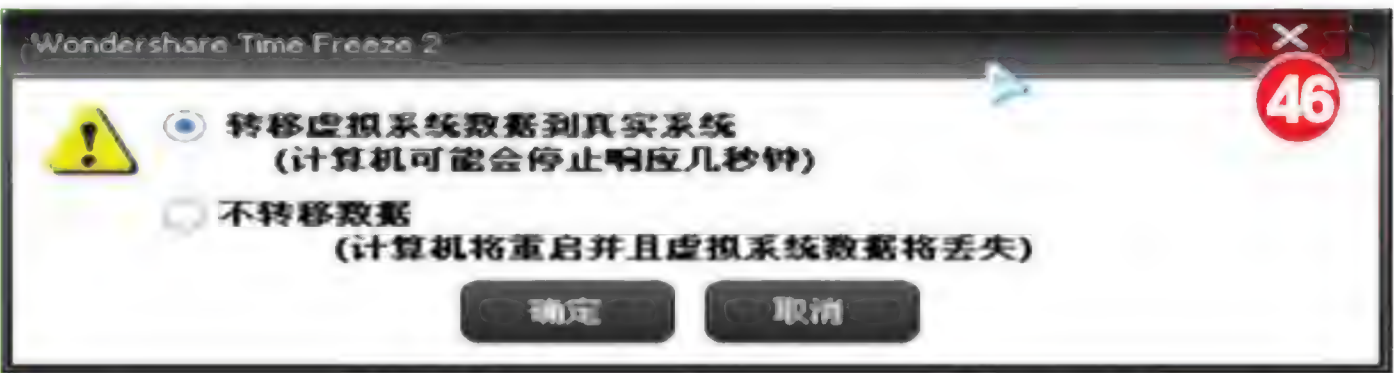 Wondershare Time Freeze 2
46
转移虚拟系统数据到真实系统
(计算机可能会停止响应几秒钟)
不转移数据
(计算机将重启并且虚拟系统数据将丢失)
确定
取消